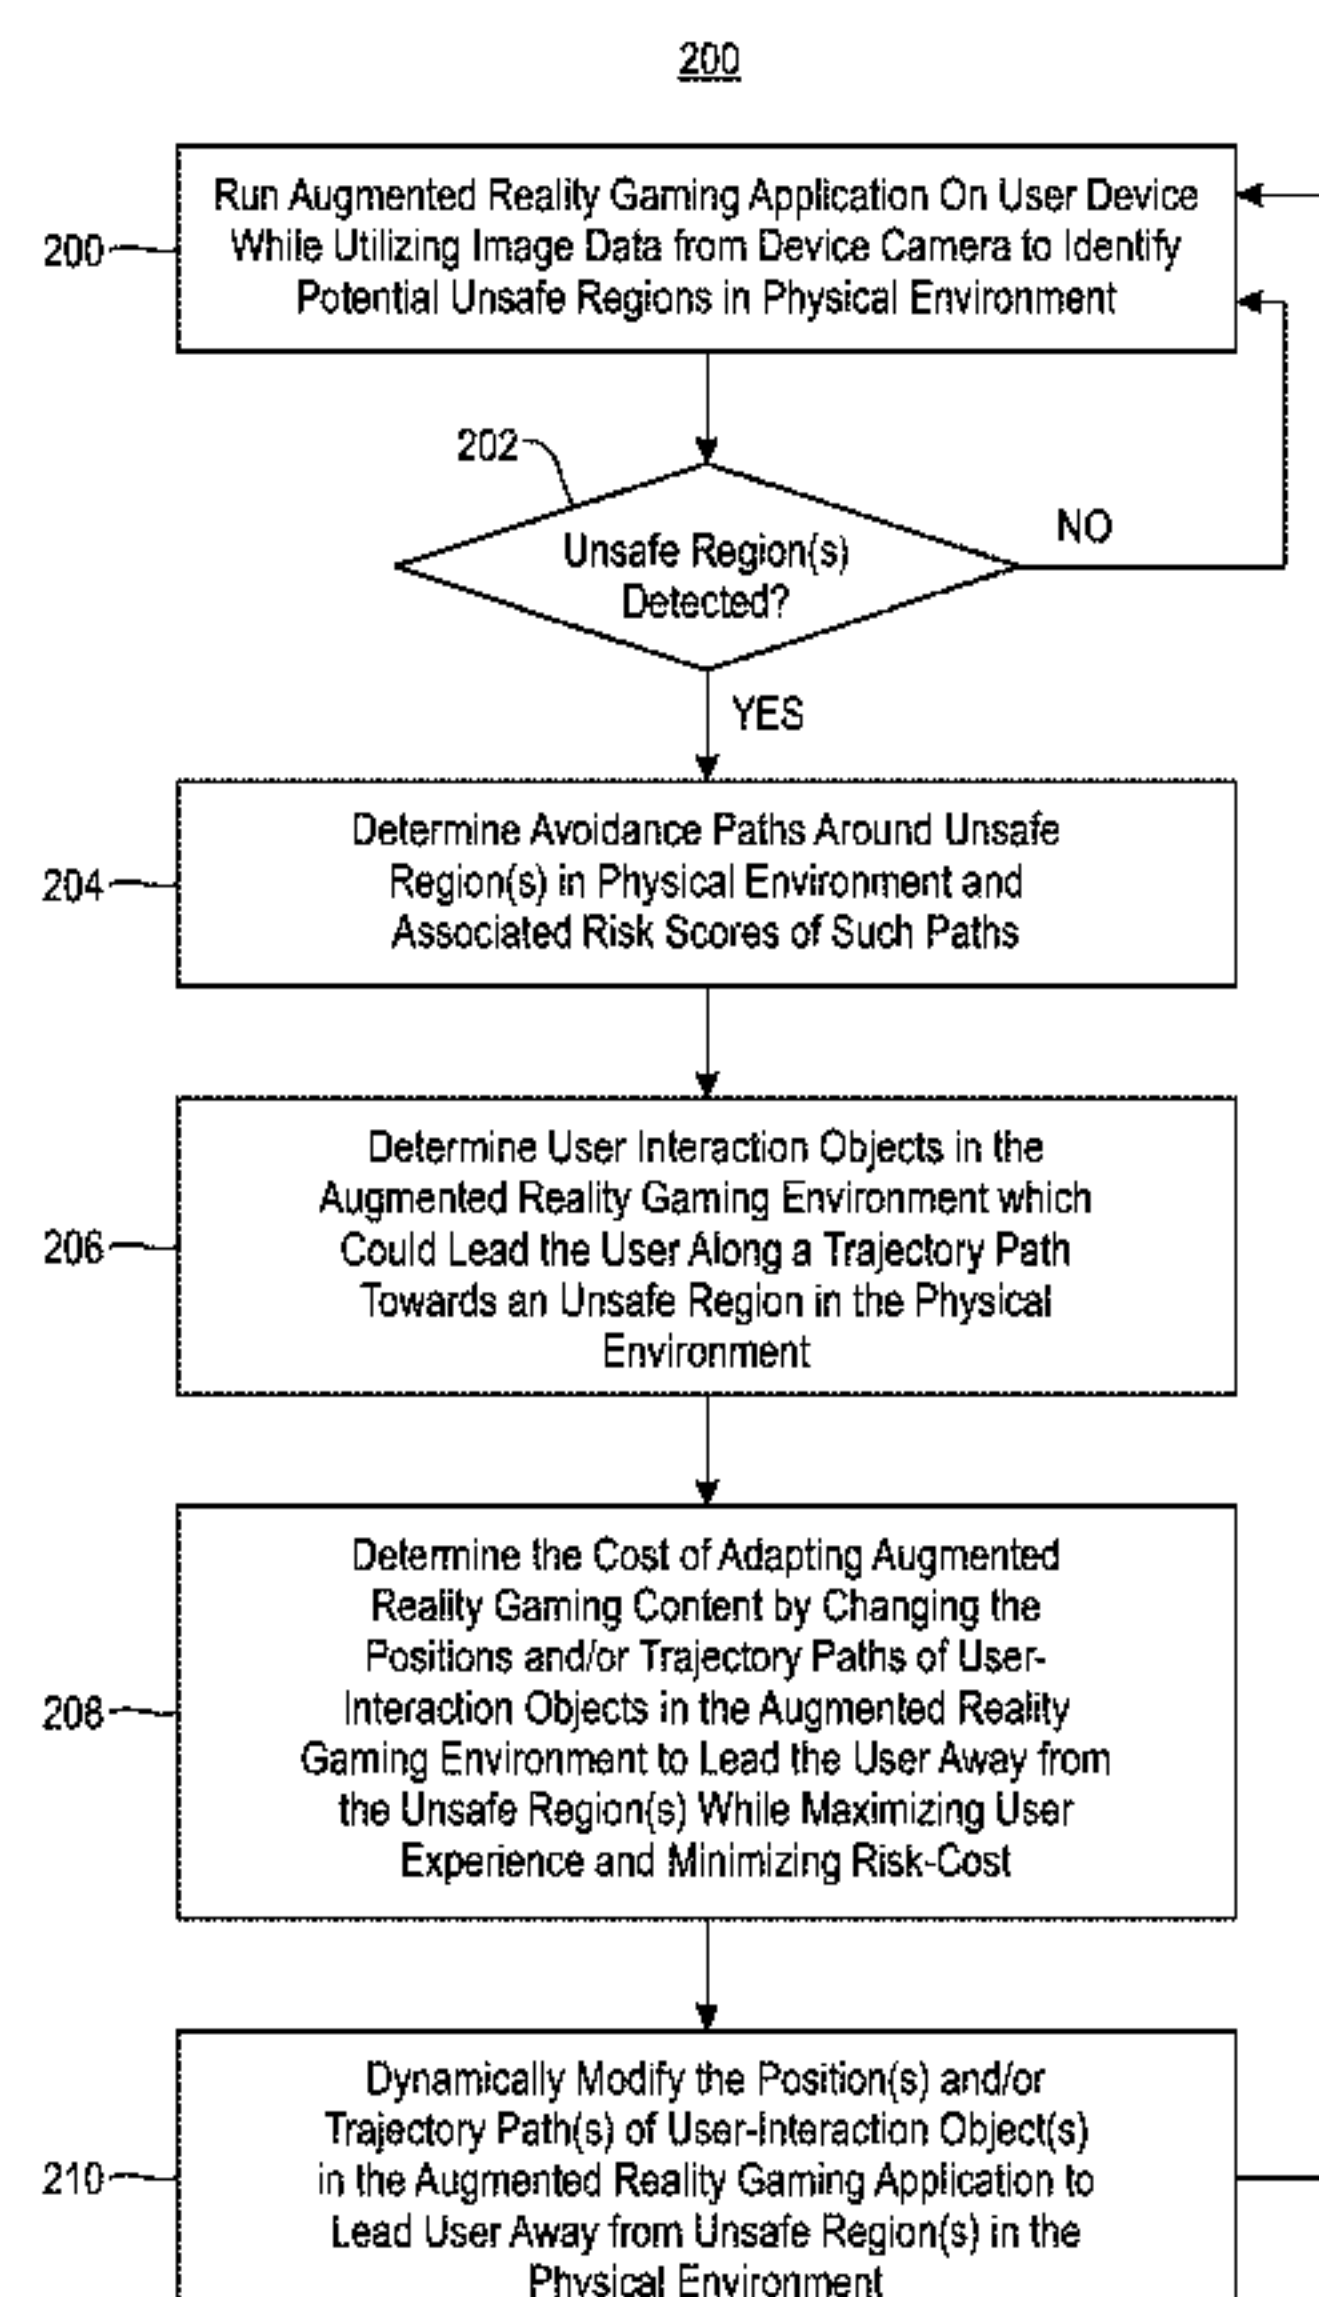 200
Run Augmented Reality Gaming Application On User Device
While Utilizing Image Data from Device Camera to Identify
Potential Unsafe Regions in Physical Environment
200
202
Unsafe Region(s)
Detected?
NO
YES
Determine Avoidance Paths Around Unsafe
Region(s) in Physical Environment and
Associated Risk Scores of Such Paths
204
Determine User Interaction Objects in the
Augmented Reality Gaming Environment which
Could Lead the User Along a Trajectory Path
Towards an Unsafe Region in the Physical
Environment
206
Determine the Cost of Adapting Augmented
Reality Gaming Content by Changing the
Positions and/or Trajectory Paths of User-
Interaction Objects in the Augmented Reality
Gaming Environment to Lead the User Away from
the Unsafe Region(s) While Maximizing User
Experience and Minimizing Risk-Cost
208
Dynamically Modify the Position(s) and/or
Trajectory Path(s) of User-Interaction Object(s)
in the Augmented Reality Gaming Application to
Lead User Away from Unsafe Region(s) in the
Physical Environment
210